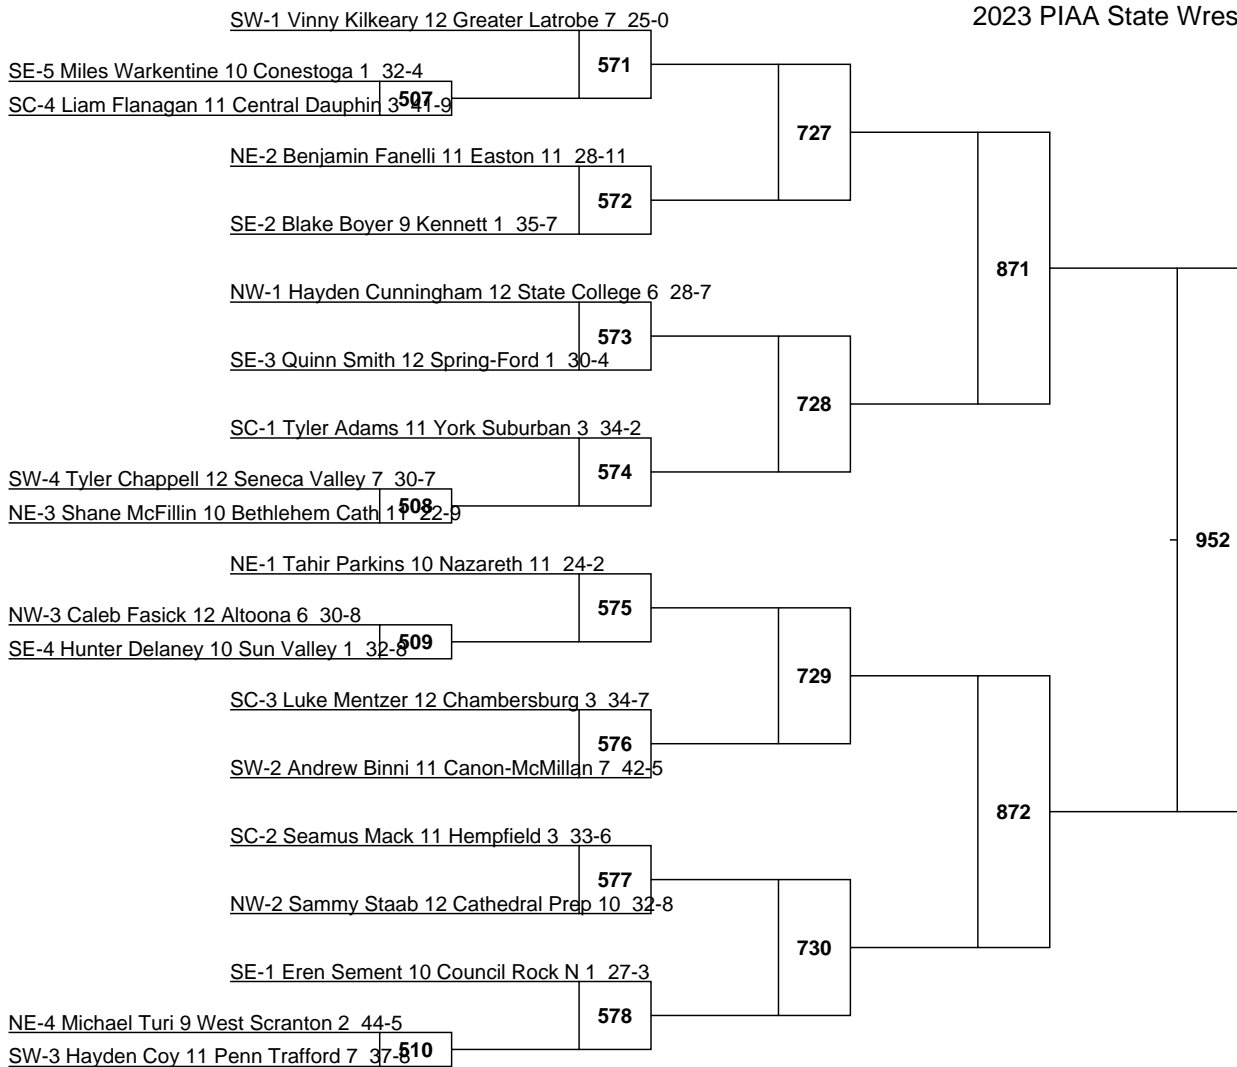 2023 PIAA State Wres
SW-1 Vinny Kilkeary 12 Greater Latrobe 7 25-0
571
SE-5 Miles Warkentine 10 Conestoga 1 32-4
507
SC-4 Liam Flanagan 11 Central Dauphin 3 41-9
727
NE-2 Benjamin Fanelli 11 Easton 11 28-11
572
SE-2 Blake Boyer 9 Kennett 1 35-7
871
NW-1 Hayden Cunningham 12 State College 6 28-7
573
SE-3 Quinn Smith 12 Spring-Ford 1 30-4
728
SC-1 Tyler Adams 11 York Suburban 3 34-2
574
SW-4 Tyler Chappell 12 Seneca Valley 7 30-7
508
NE-3 Shane McFillin 10 Bethlehem Cath 11 22-9
952
NE-1 Tahir Parkins 10 Nazareth 11 24-2
575
NW-3 Caleb Fasick 12 Altoona 6 30-8
509
SE-4 Hunter Delaney 10 Sun Valley 1 32-8
729
SC-3 Luke Mentzer 12 Chambersburg 3 34-7
576
SW-2 Andrew Binni 11 Canon-McMillan 7 42-5
872
SC-2 Seamus Mack 11 Hempfield 3 33-6
577
NW-2 Sammy Staab 12 Cathedral Prep 10 32-8
730
SE-1 Eren Sement 10 Council Rock N 1 27-3
578
NE-4 Michael Turi 9 West Scranton 2 44-5
510
SW-3 Hayden Coy 11 Penn Trafford 7